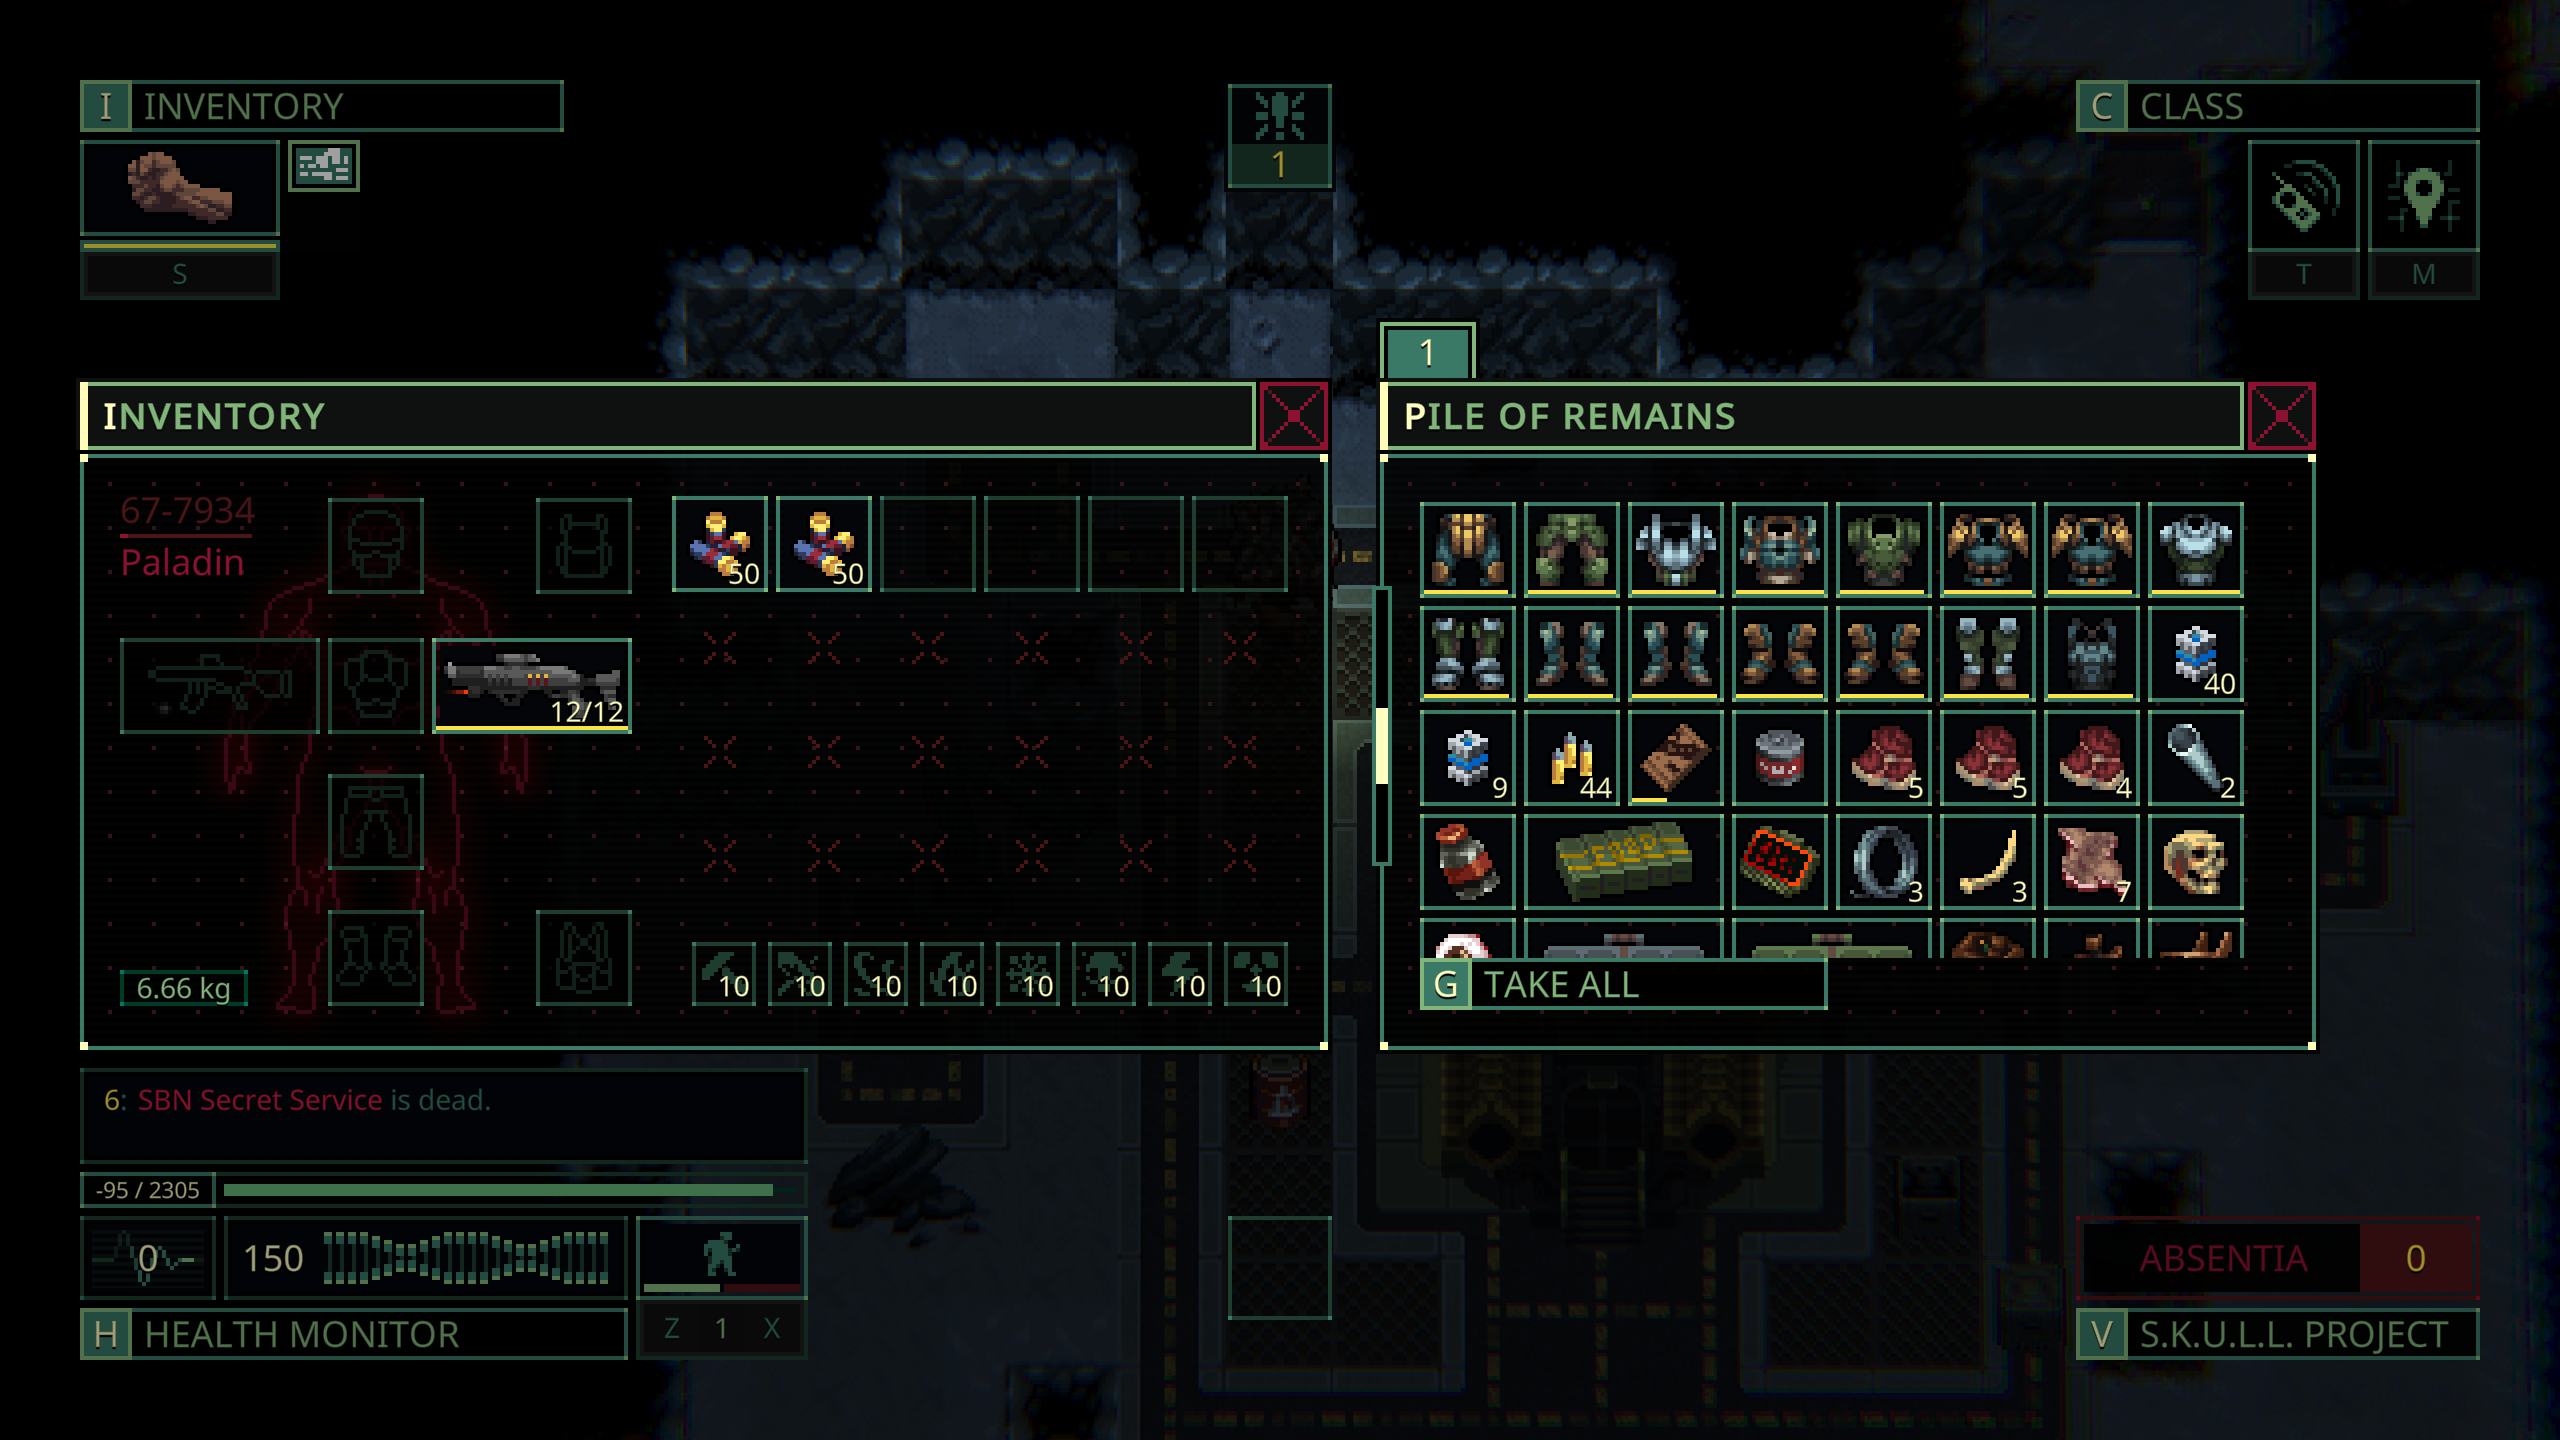 I INVENTORY
S
1
C CLASS
T M
1
INVENTORY
67-7934
Paladin
50 50
12/12
6.66 kg
10 10 10 10 10 10 10 10
PILE OF REMAINS
40
9 44 5 5 4 2
FOOD
3 3 7
G TAKE ALL
6: SBN Secret Service is dead.
-95 / 2305
0 150
Z 1 X
H HEALTH MONITOR
ABSENTIA 0
V S.K.U.L.L. PROJECT